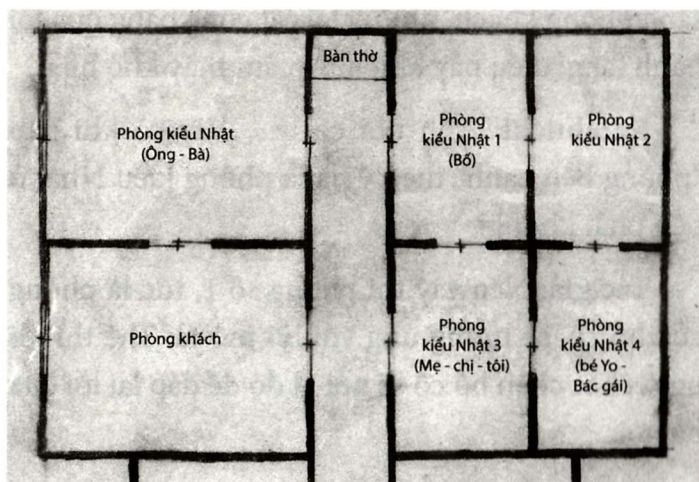 Bàn thờ
Phòng kiểu Nhật
(Ông - Bà)
Phòng
kiểu Nhật 1
(Bố)
Phòng
kiểu Nhật 2
Phòng khách
Phòng
kiểu Nhật 3
(Mẹ - chị - tôi)
Phòng
kiểu Nhật 4
(bé Yo -
Bác gái)